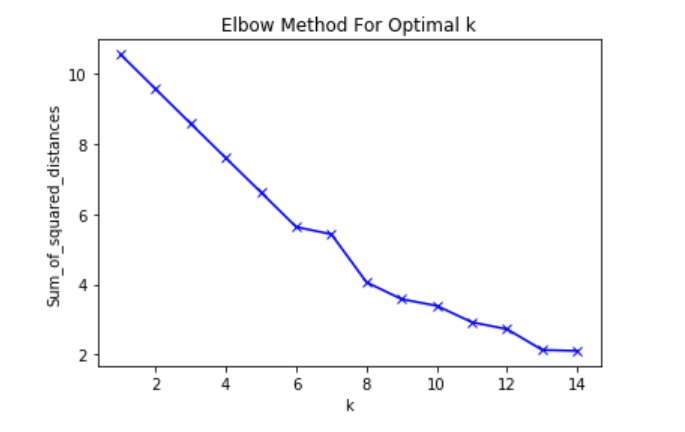 Elbow Method For Optimal k
Sum_of_squared_distances
10
8
6
4
2
2 4 6 8 10 12 14
k